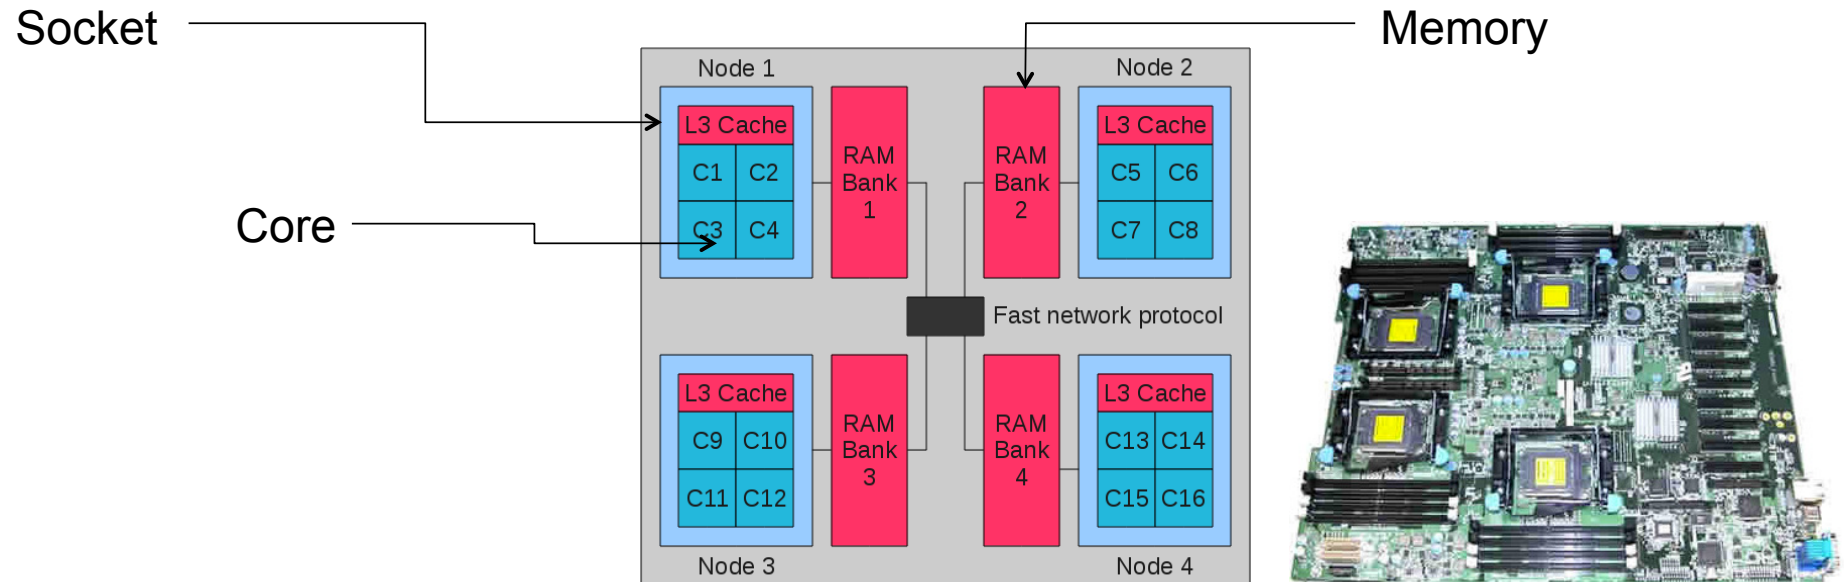 Socket
Memory
Core
Node 1
L3 Cache
C1 C2
C3 C4
RAM
Bank
1
Node 2
RAM
Bank
2
L3 Cache
C5 C6
C7 C8
Fast network protocol
L3 Cache
C9 C10
C11 C12
RAM
Bank
3
Node 3
RAM
Bank
4
L3 Cache
C13 C14
C15 C16
Node 4